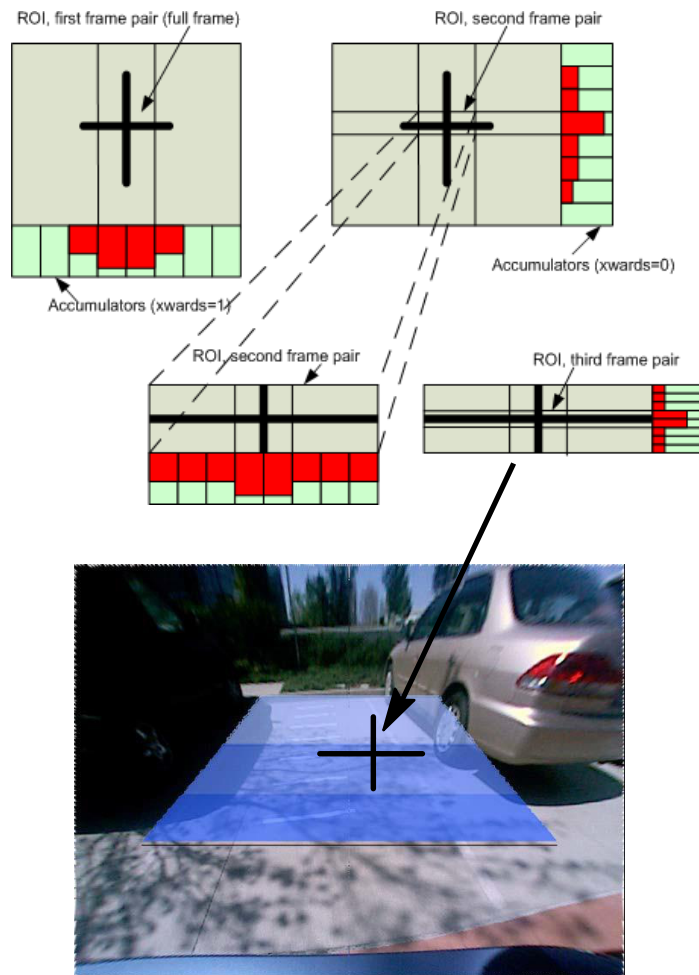 ROI, first frame pair (full frame)
ROI, second frame pair
Accumulators (xwards=0)
Accumulators (xwards=1)
ROI, second frame pair
ROI, third frame pair